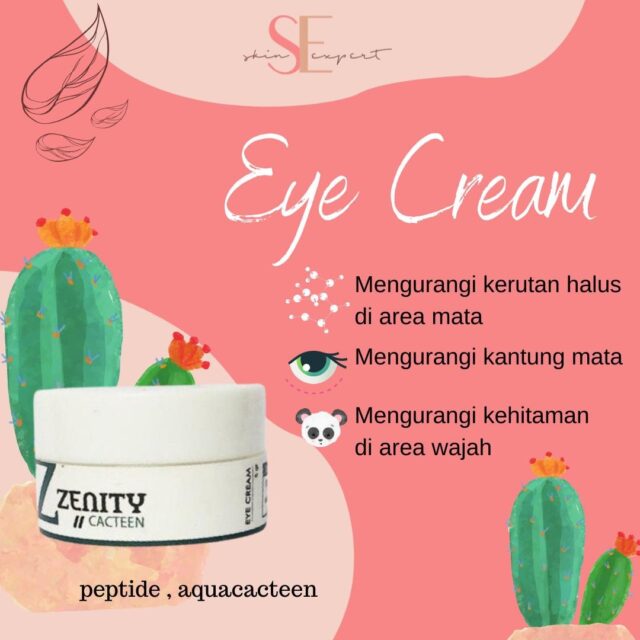 SE
skin expert
Eye Cream
Mengurangi kerutan halus
di area mata
Mengurangi kantung mata
Mengurangi kehitaman
di area wajah
Z
ZENITY
CACTEEN
EYE CREAM
peptide , aquacacteen